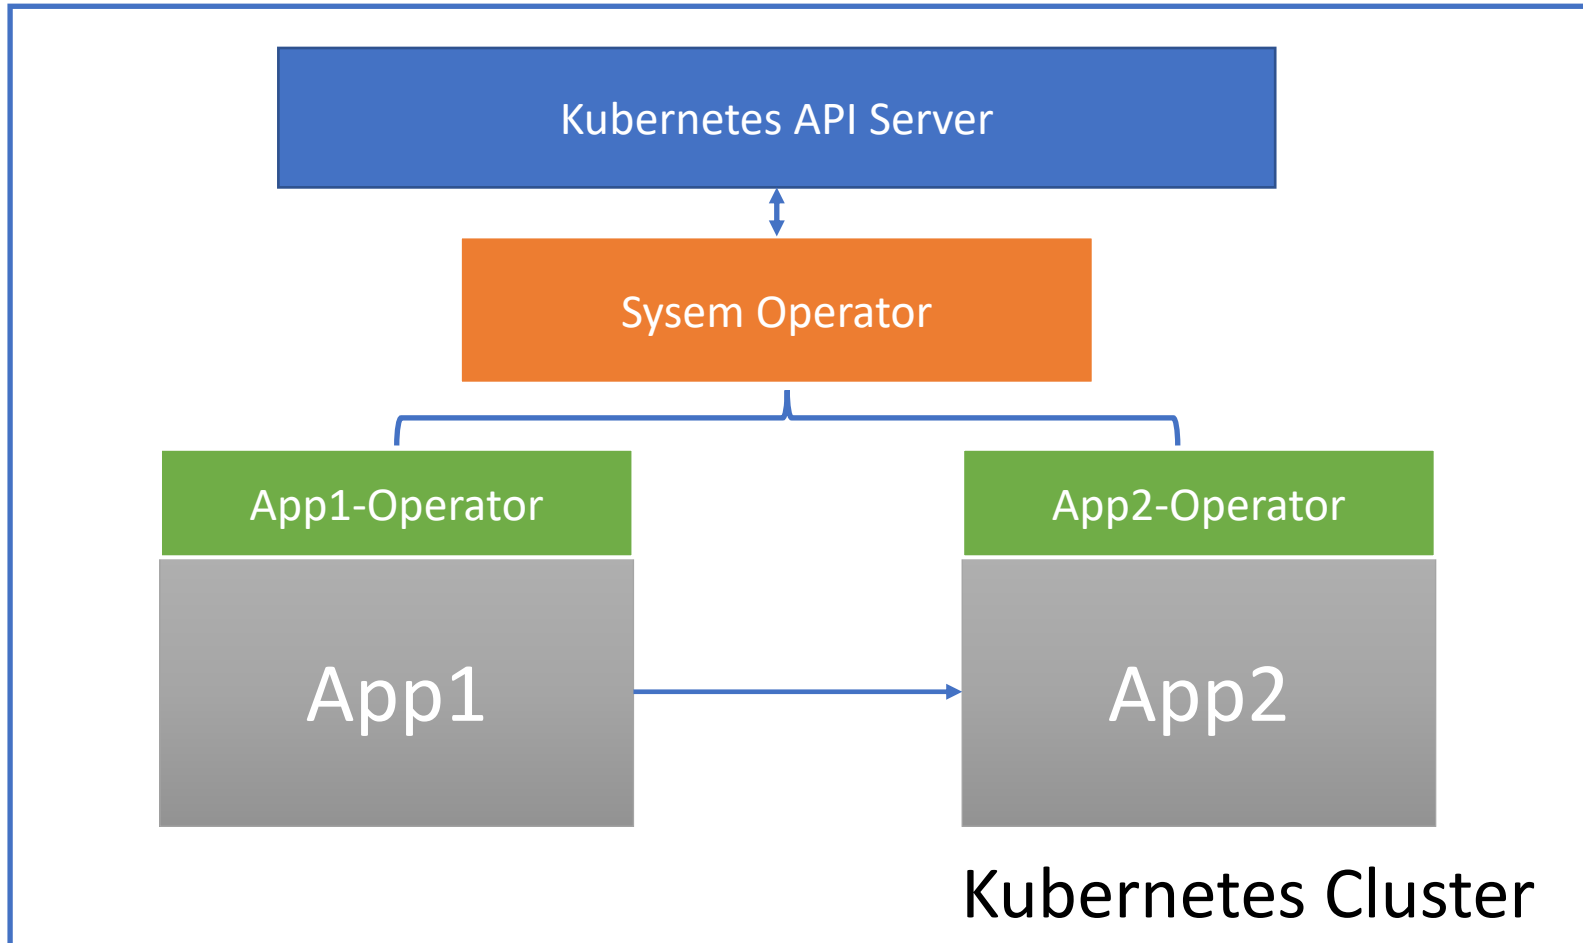 Kubernetes API Server
Sysem Operator
App1-Operator
App2-Operator
App1
App2
Kubernetes Cluster